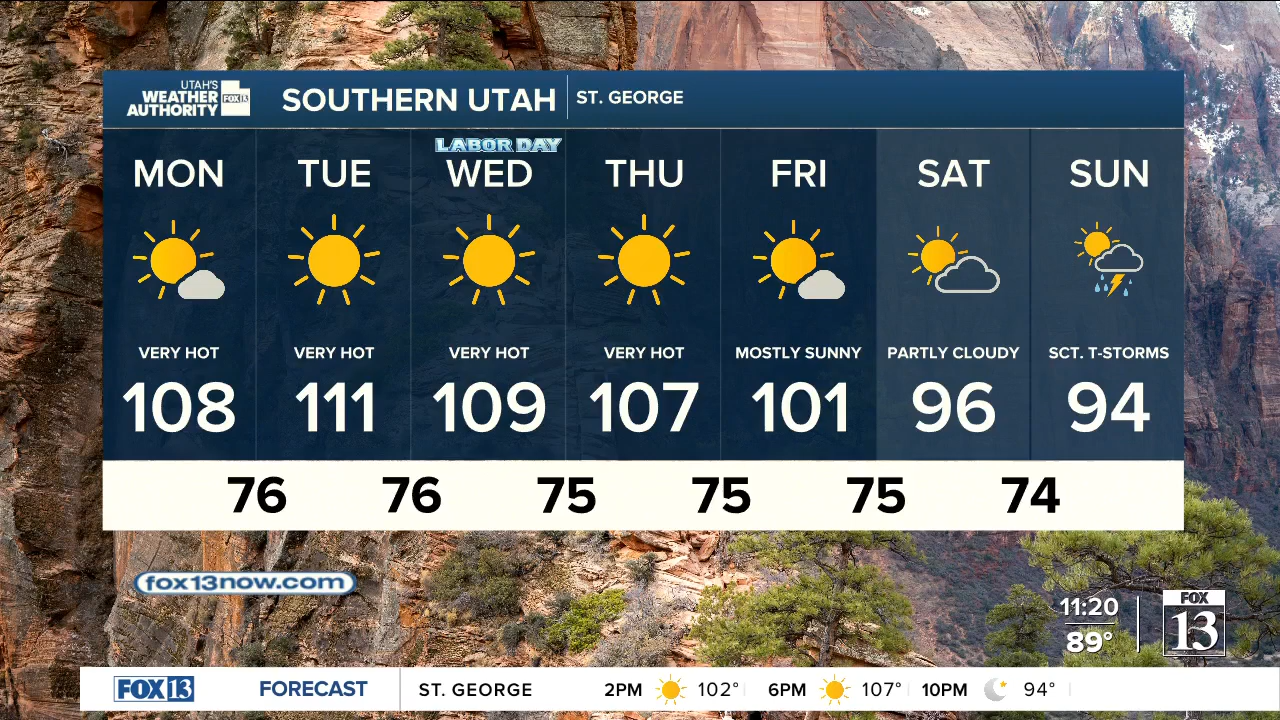 UTAH'S
WEATHER
AUTHORITY
FOX 13
SOUTHERN UTAH
ST. GEORGE
LABOR DAY
MON TUE WED THU FRI SAT SUN
VERY HOT VERY HOT VERY HOT VERY HOT MOSTLY SUNNY PARTLY CLOUDY SCT. T-STORMS
108 111 109 107 101 96 94
76 76 75 75 75 74
fox13now.com
11:20
89°
FOX
13
FOX 13 FORECAST ST. GEORGE 2PM 102° 6PM 107° 10PM 94°